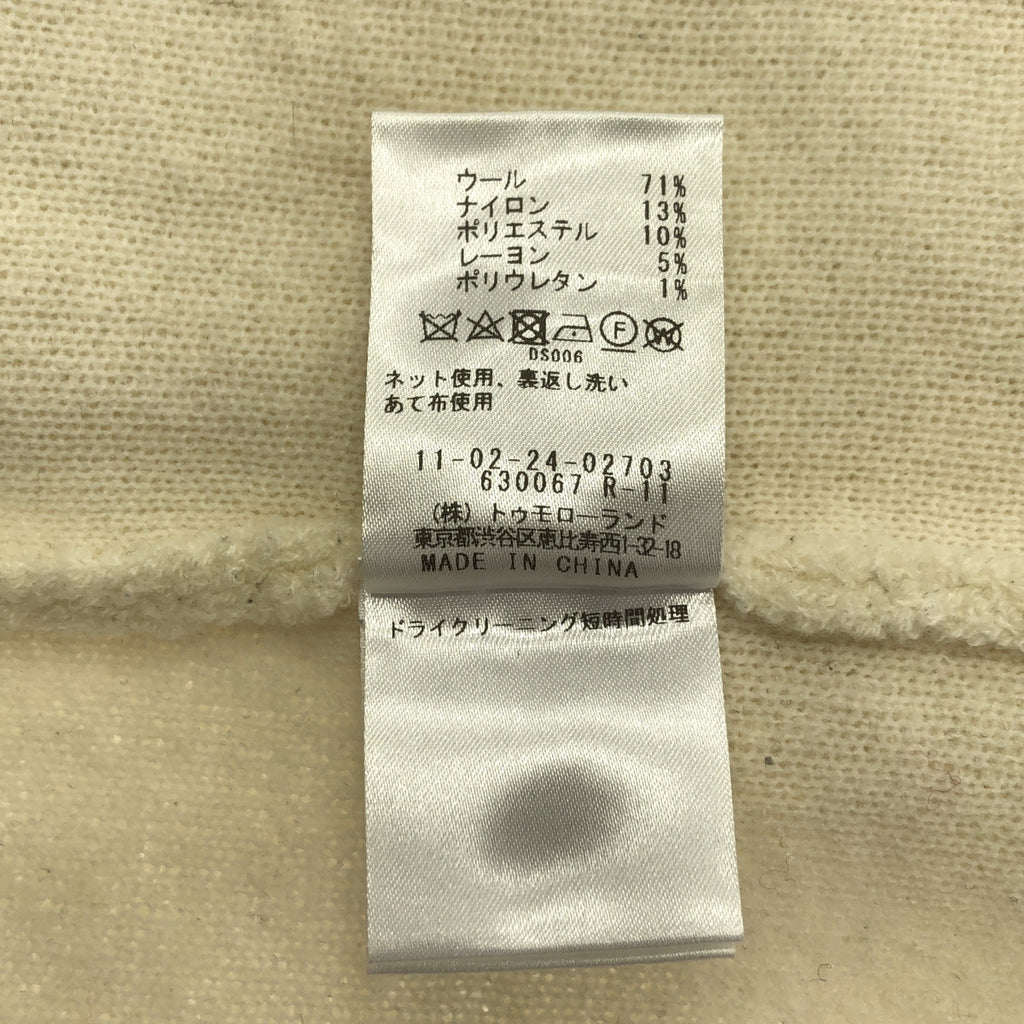 ウール 71%
ナイロン 13%
ポリエステル 10%
レーヨン 5%
ポリウレタン 1%
F W
DS006
ネット使用、裏返し洗い
あて布使用
11-02-24-02703
630067 R-11
(株) トゥモローランド
東京都渋谷区恵比寿西1-32-18
MADE IN CHINA
ドライクリーニング短時間処理